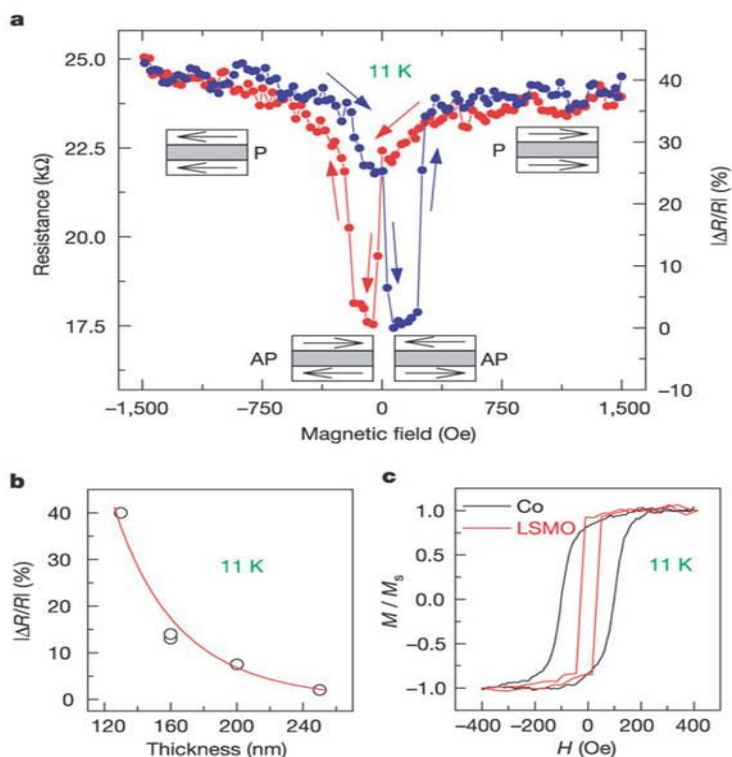 a
11 K
Resistance (kΩ)
25.0
22.5
20.0
17.5
|ΔR/R| (%)
40
30
20
10
0
−10
P
P
AP
AP
−1,500
−750
0
750
1,500
Magnetic field (Oe)
b
11 K
|ΔR/R| (%)
40
30
20
10
0
120
160
200
240
Thickness (nm)
c
Co
LSMO
11 K
M / Ms
1.0
0.5
0.0
−0.5
−1.0
−400
−200
0
200
400
H (Oe)